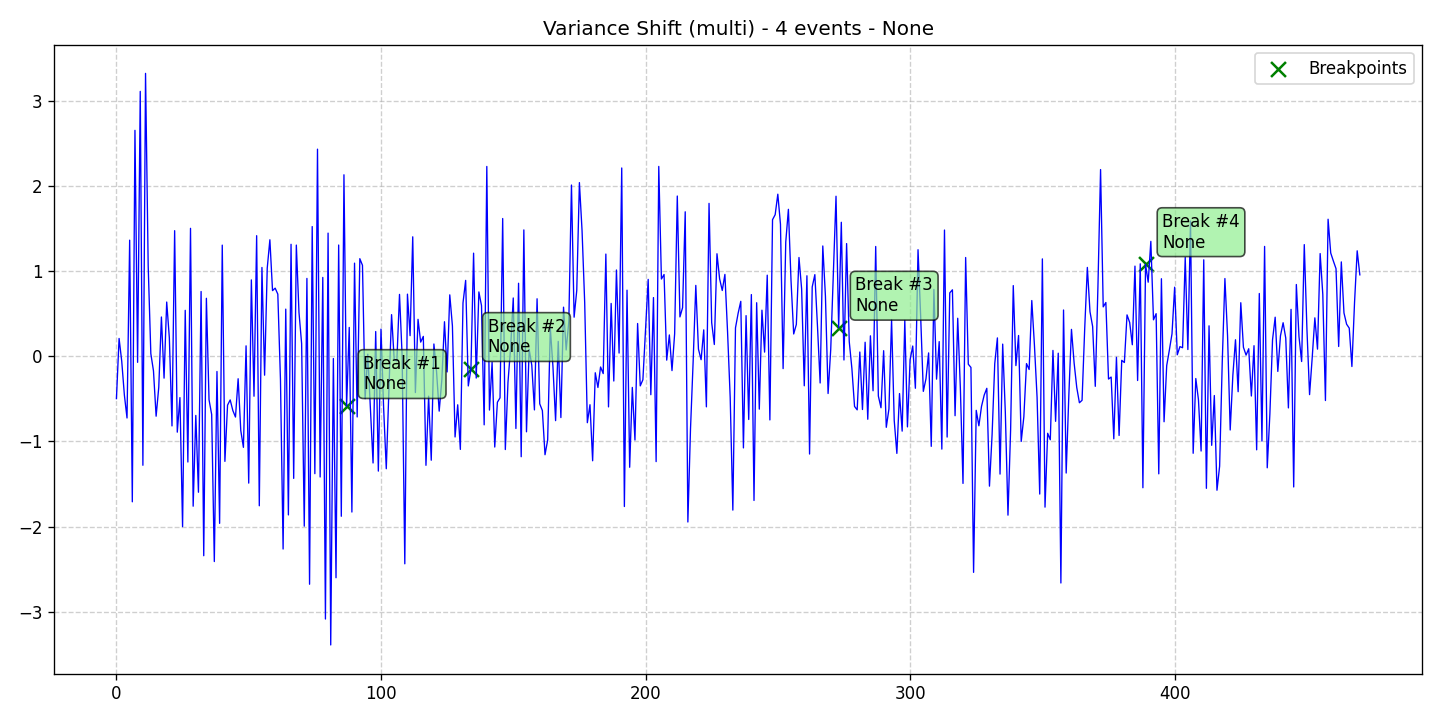 Variance Shift (multi) - 4 events - None
Breakpoints
3
2
1
0
−1
−2
−3
Break #1
None
Break #2
None
Break #3
None
Break #4
None
0
100
200
300
400